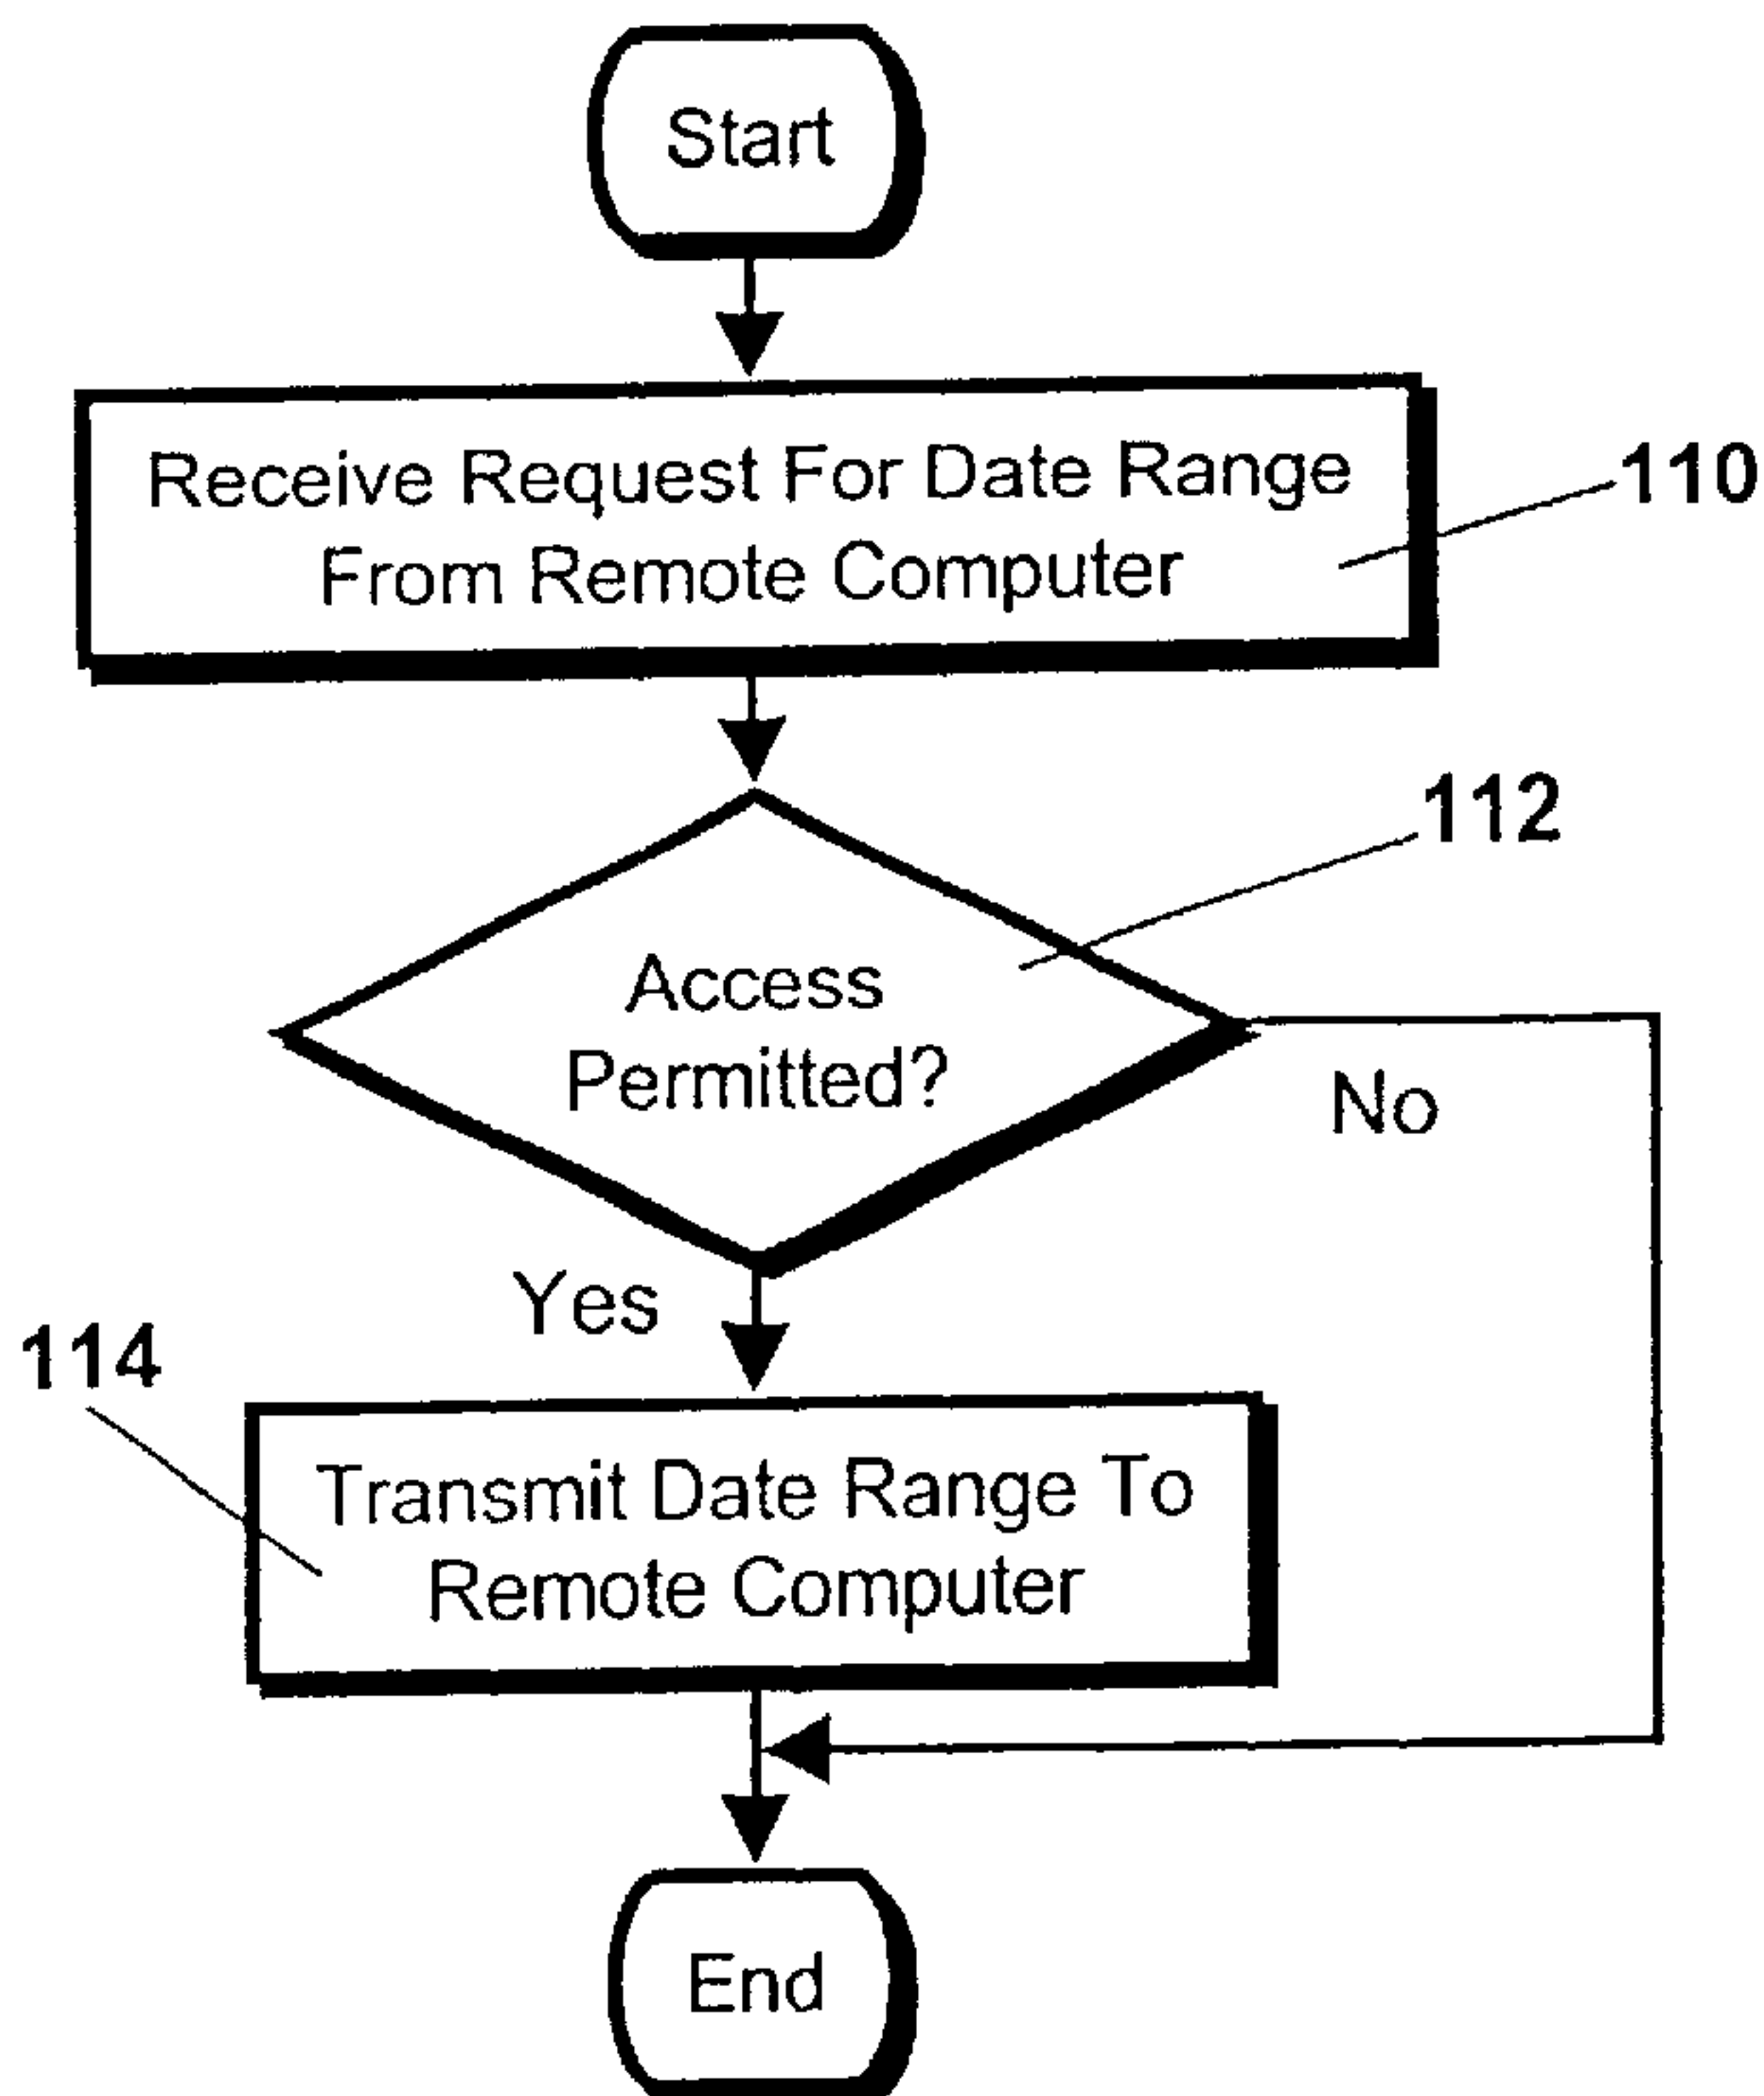 Start
Receive Request For Date Range
From Remote Computer
110
112
Access
Permitted?
No
Yes
114
Transmit Date Range To
Remote Computer
End